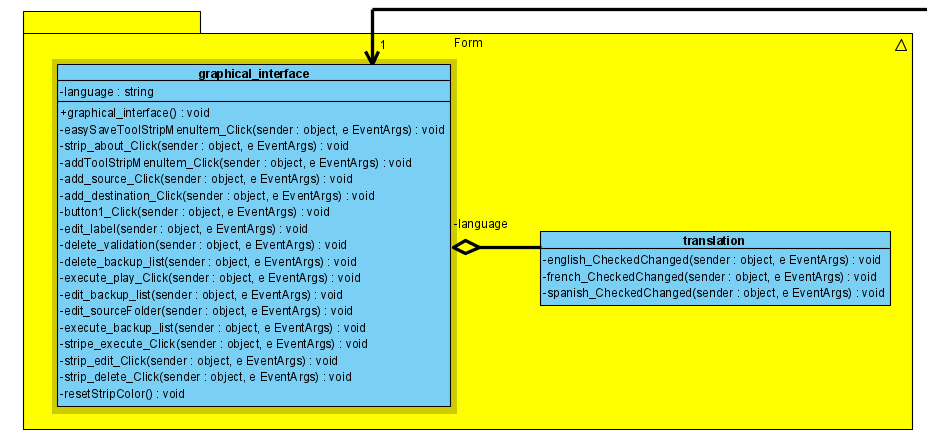 1
Form
graphical_interface
-language : string
+graphical_interface() : void
-easySaveToolStripMenuItem_Click(sender : object, e EventArgs) : void
-strip_about_Click(sender : object, e EventArgs) : void
-addToolStripMenuItem_Click(sender : object, e EventArgs) : void
-add_source_Click(sender : object, e EventArgs) : void
-add_destination_Click(sender : object, e EventArgs) : void
-button1_Click(sender : object, e EventArgs) : void
-edit_label(sender : object, e EventArgs) : void
-delete_validation(sender : object, e EventArgs) : void
-delete_backup_list(sender : object, e EventArgs) : void
-execute_play_Click(sender : object, e EventArgs) : void
-edit_backup_list(sender : object, e EventArgs) : void
-edit_sourceFolder(sender : object, e EventArgs) : void
-execute_backup_list(sender : object, e EventArgs) : void
-stripe_execute_Click(sender : object, e EventArgs) : void
-strip_edit_Click(sender : object, e EventArgs) : void
-strip_delete_Click(sender : object, e EventArgs) : void
-resetStripColor() : void
-language
translation
-english_CheckedChanged(sender : object, e EventArgs) : void
-french_CheckedChanged(sender : object, e EventArgs) : void
-spanish_CheckedChanged(sender : object, e EventArgs) : void